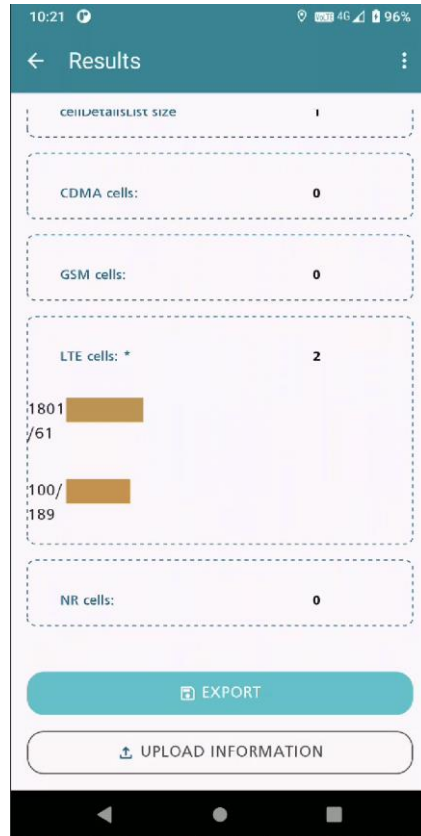 10:21 4G 96%
Results
cellDetailsList size 1
CDMA cells: 0
GSM cells: 0
LTE cells: * 2
1801
/61
100/
189
NR cells: 0
EXPORT
UPLOAD INFORMATION